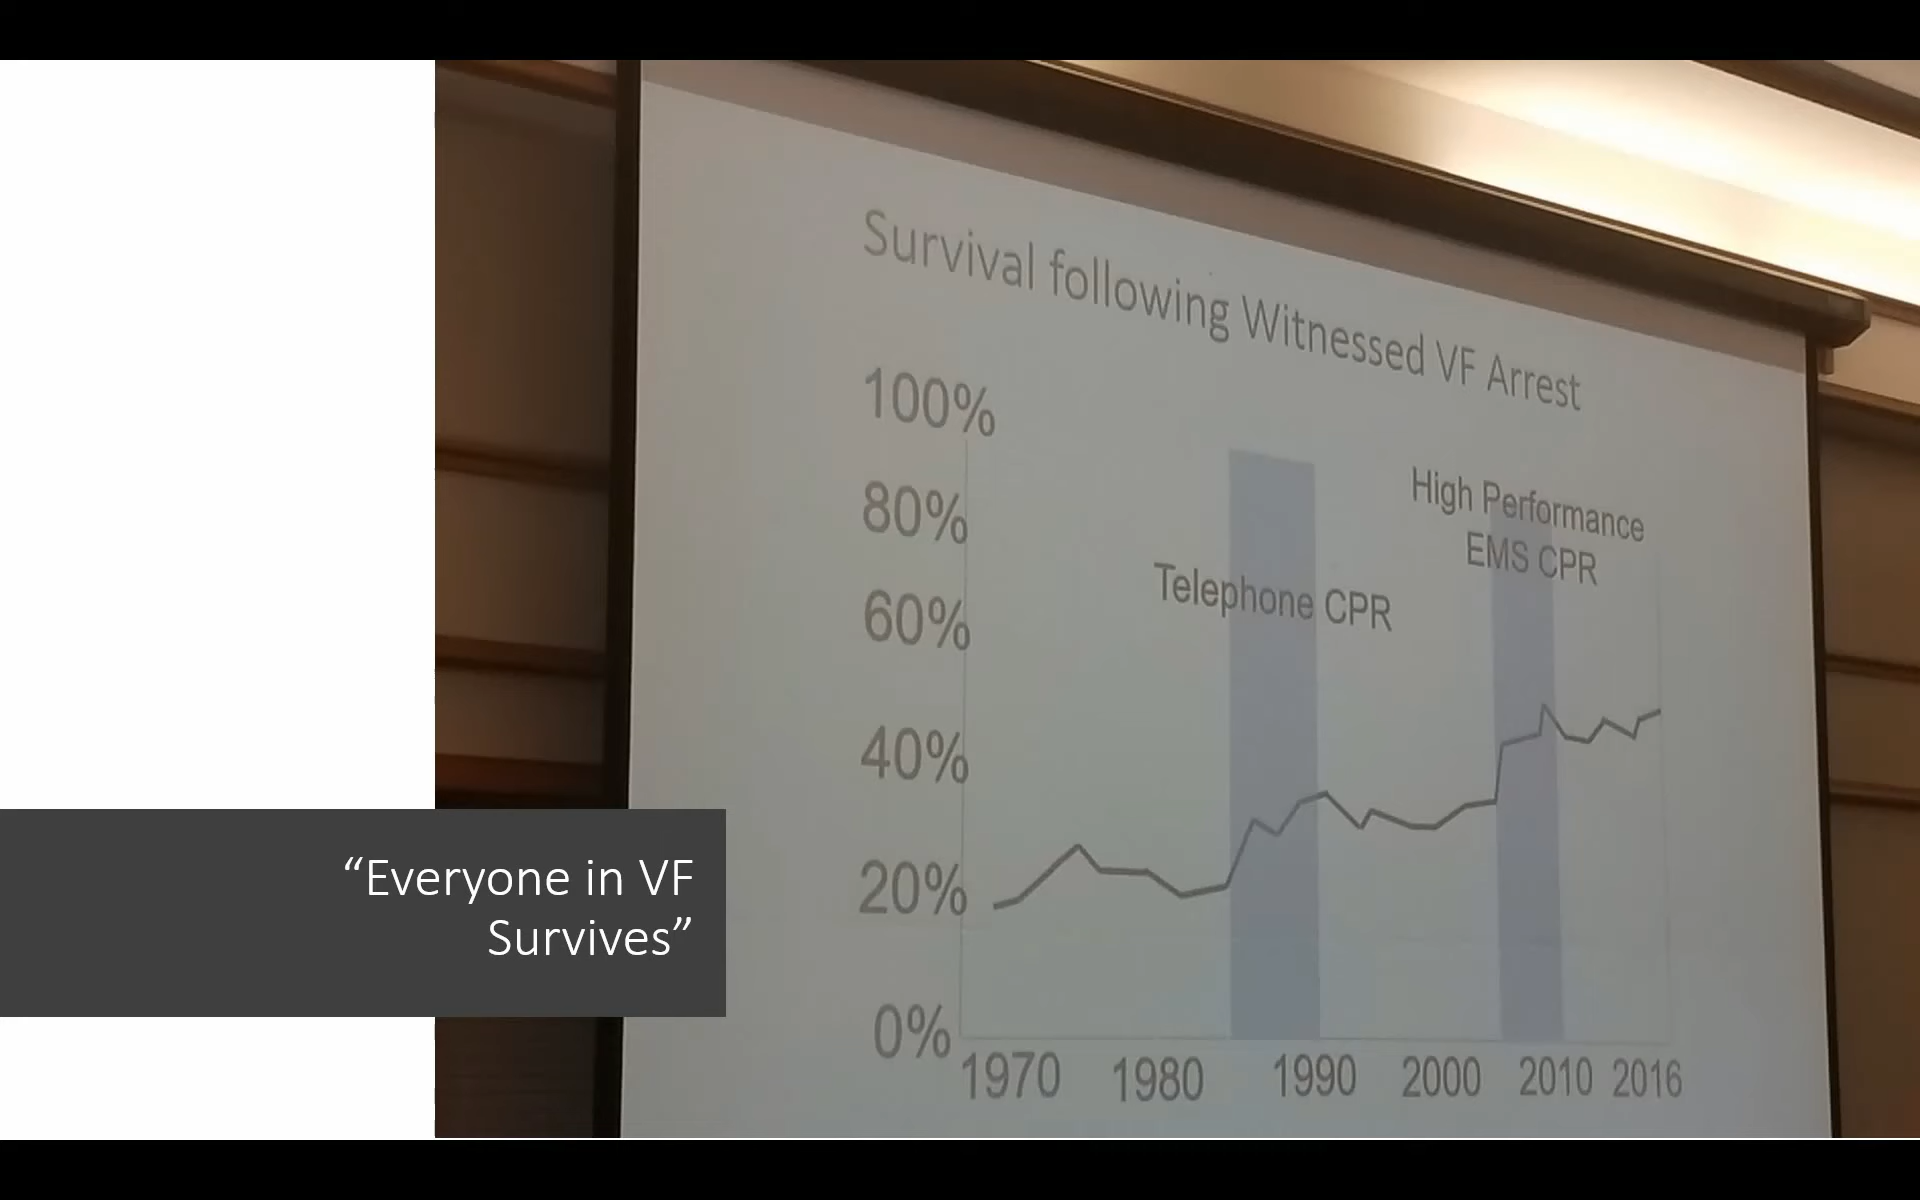 Survival following Witnessed VF Arrest
100%
80%
60%
40%
20%
0%
High Performance
EMS CPR
Telephone CPR
1970 1980 1990 2000 2010 2016
“Everyone in VF
Survives”